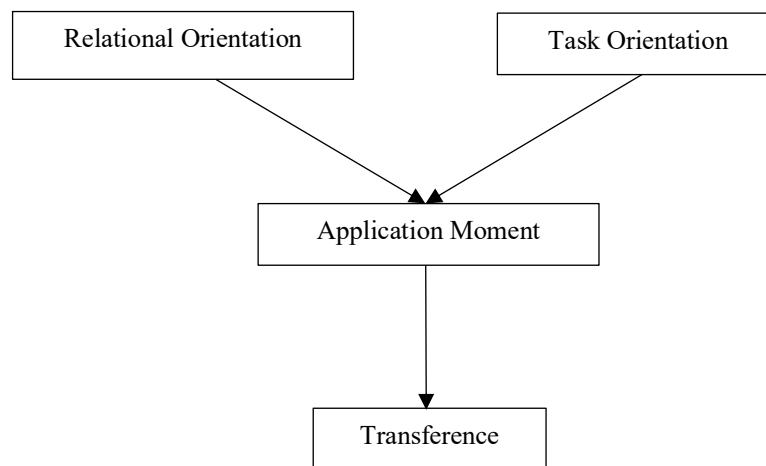 Relational Orientation
Task Orientation
Application Moment
Transference